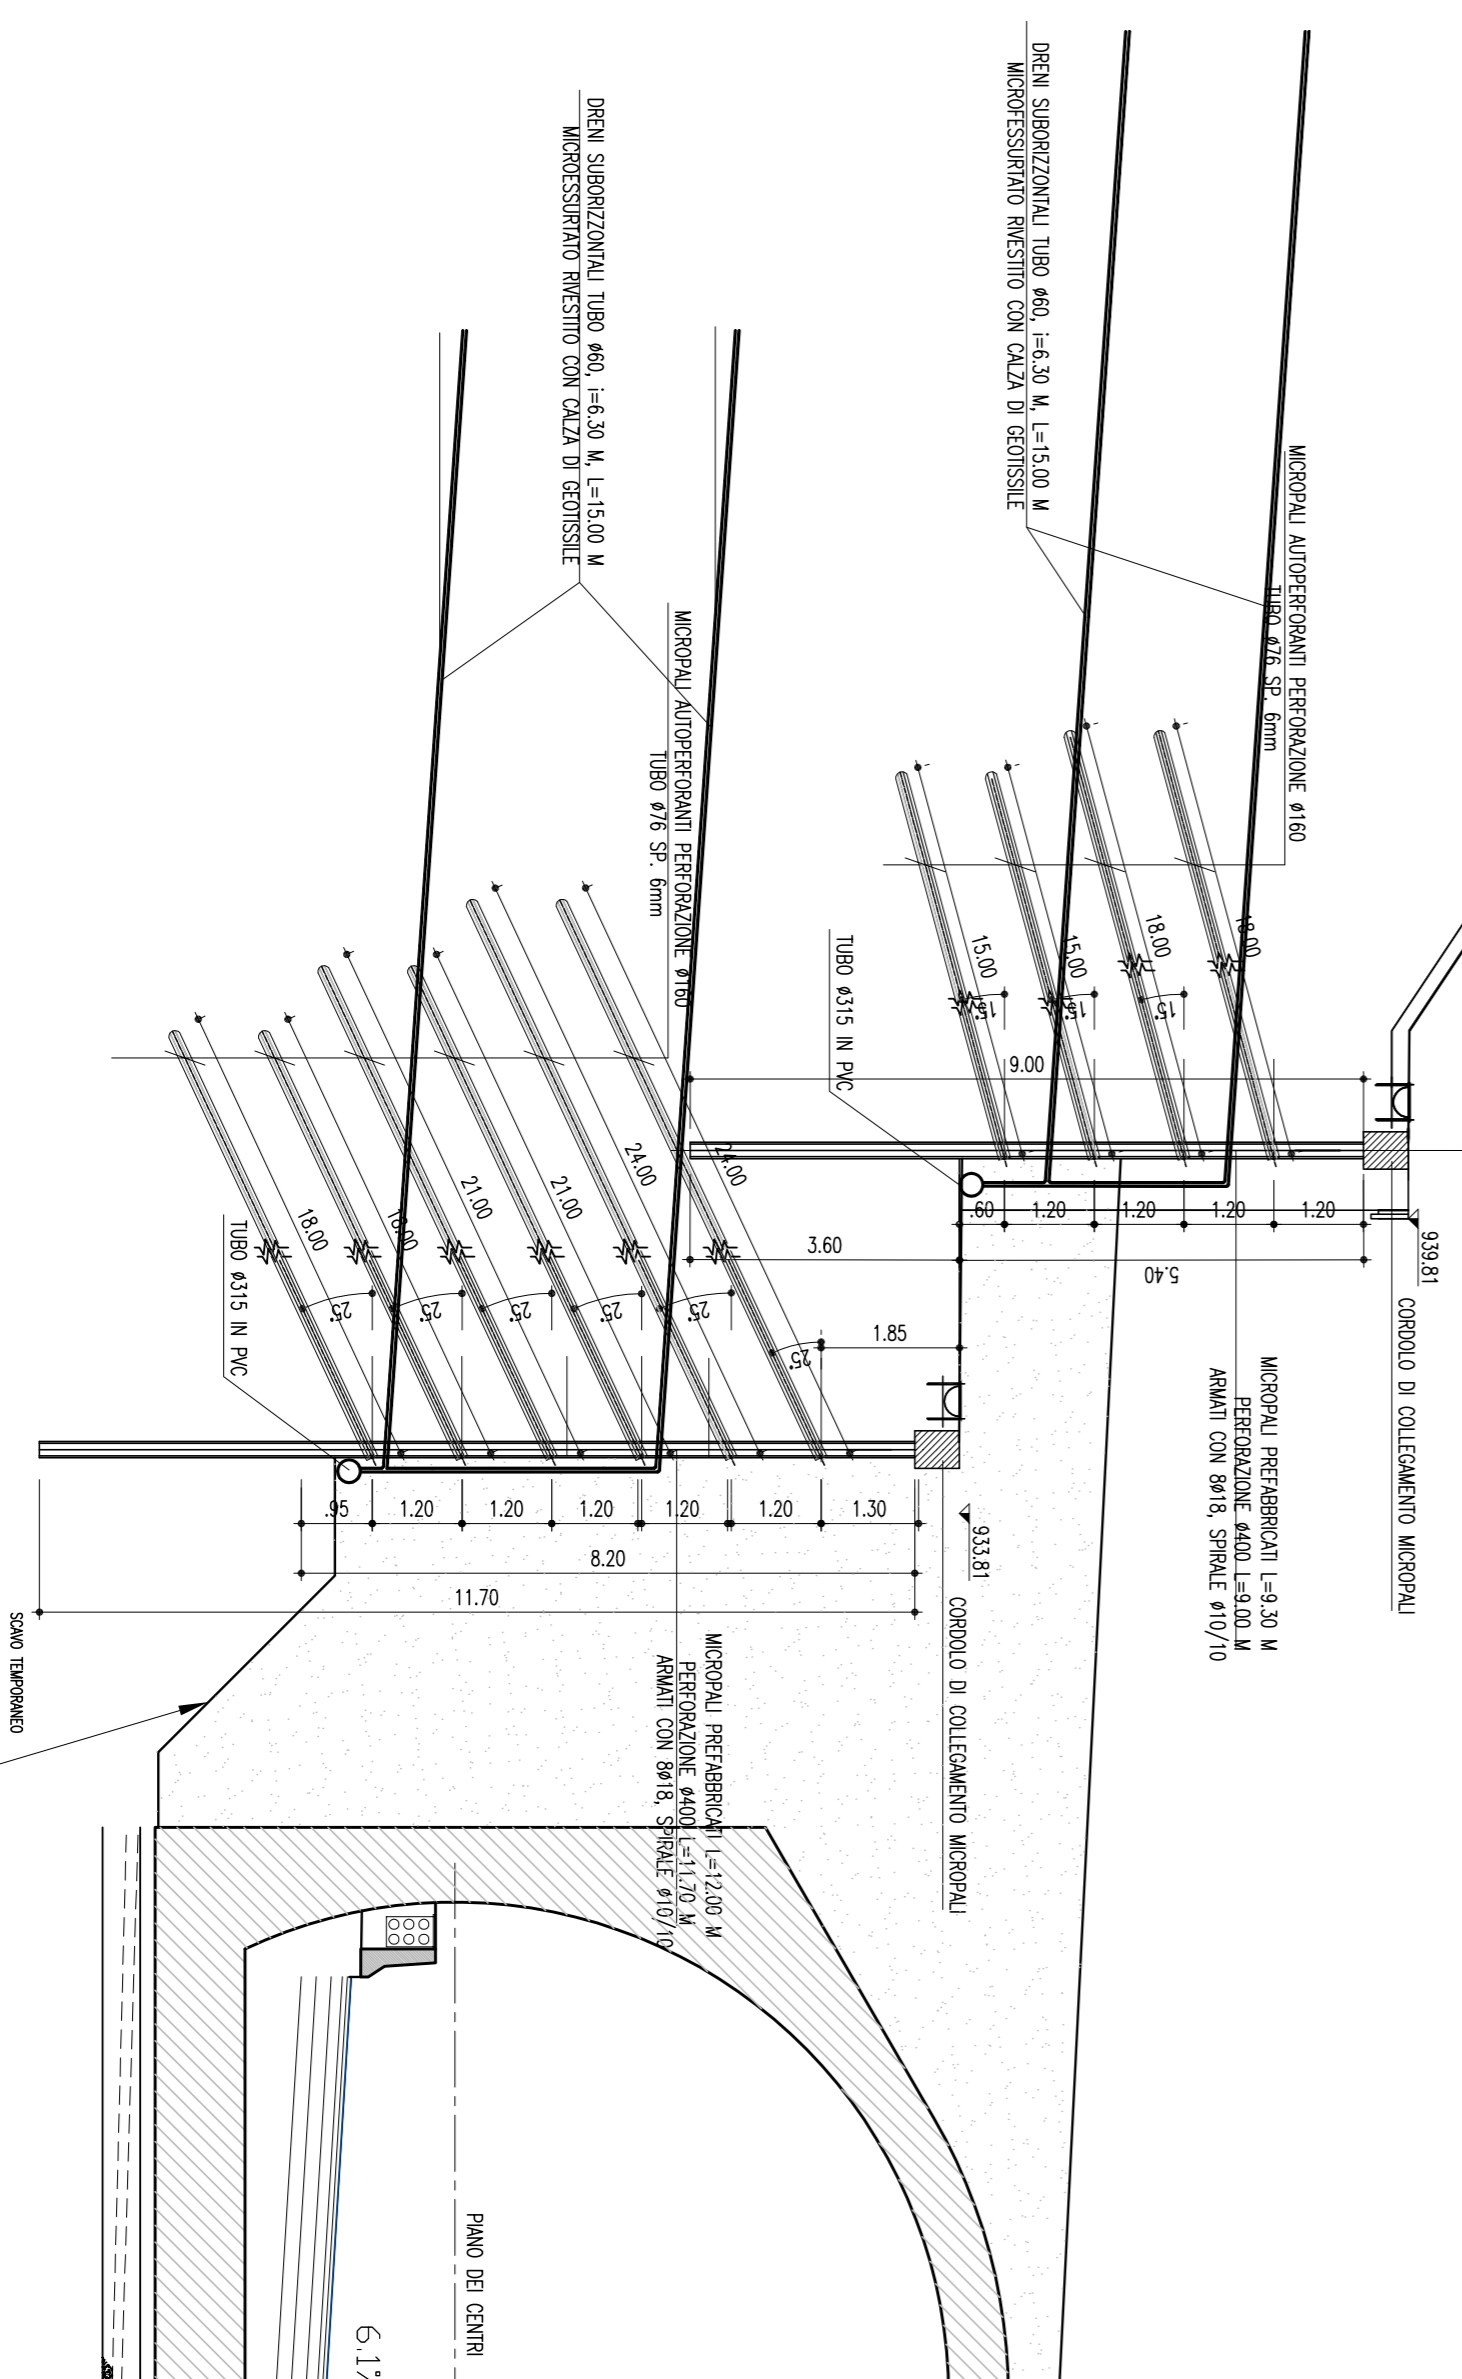 DRENI SUBORIZZONTALI TUBO ø60, i=6.30 M, L=15.00 M
MICROFESSURTATO RIVESTITO CON CALZA DI GEOTISSILE
MICROPALI AUTOPERFORANTI PERFORAZIONE ø160
TUBO ø76 SP. 6mm
18.00
18.00
15.00
15.00
15°
15°
15°
TUBO ø315 IN PVC
9.00
.60
1.20
1.20
1.20
1.20
3.60
5.40
939.81
CORDOLO DI COLLEGAMENTO MICROPALI
MICROPALI PREFABBRICATI L=9.30 M
PERFORAZIONE ø400 L=9.00 M
ARMATI CON 8ø18, SPIRALE ø10/10
DRENI SUBORIZZONTALI TUBO ø60, i=6.30 M, L=15.00 M
MICROESSURTATO RIVESTITO CON CALZA DI GEOTISSILE
MICROPALI AUTOPERFORANTI PERFORAZIONE ø160
TUBO ø76 SP. 6mm
24.00
24.00
21.00
21.00
18.00
18.00
25°
25°
25°
25°
25°
25°
1.85
TUBO ø315 IN PVC
.95
1.20
1.20
1.20
1.20
1.20
1.30
8.20
11.70
933.81
CORDOLO DI COLLEGAMENTO MICROPALI
MICROPALI PREFABBRICATI L=12.00 M
PERFORAZIONE ø400 L=11.70 M
ARMATI CON 8ø18, SPIRALE ø10/10
SCAVO TEMPORANEO
PIANO DEI CENTRI